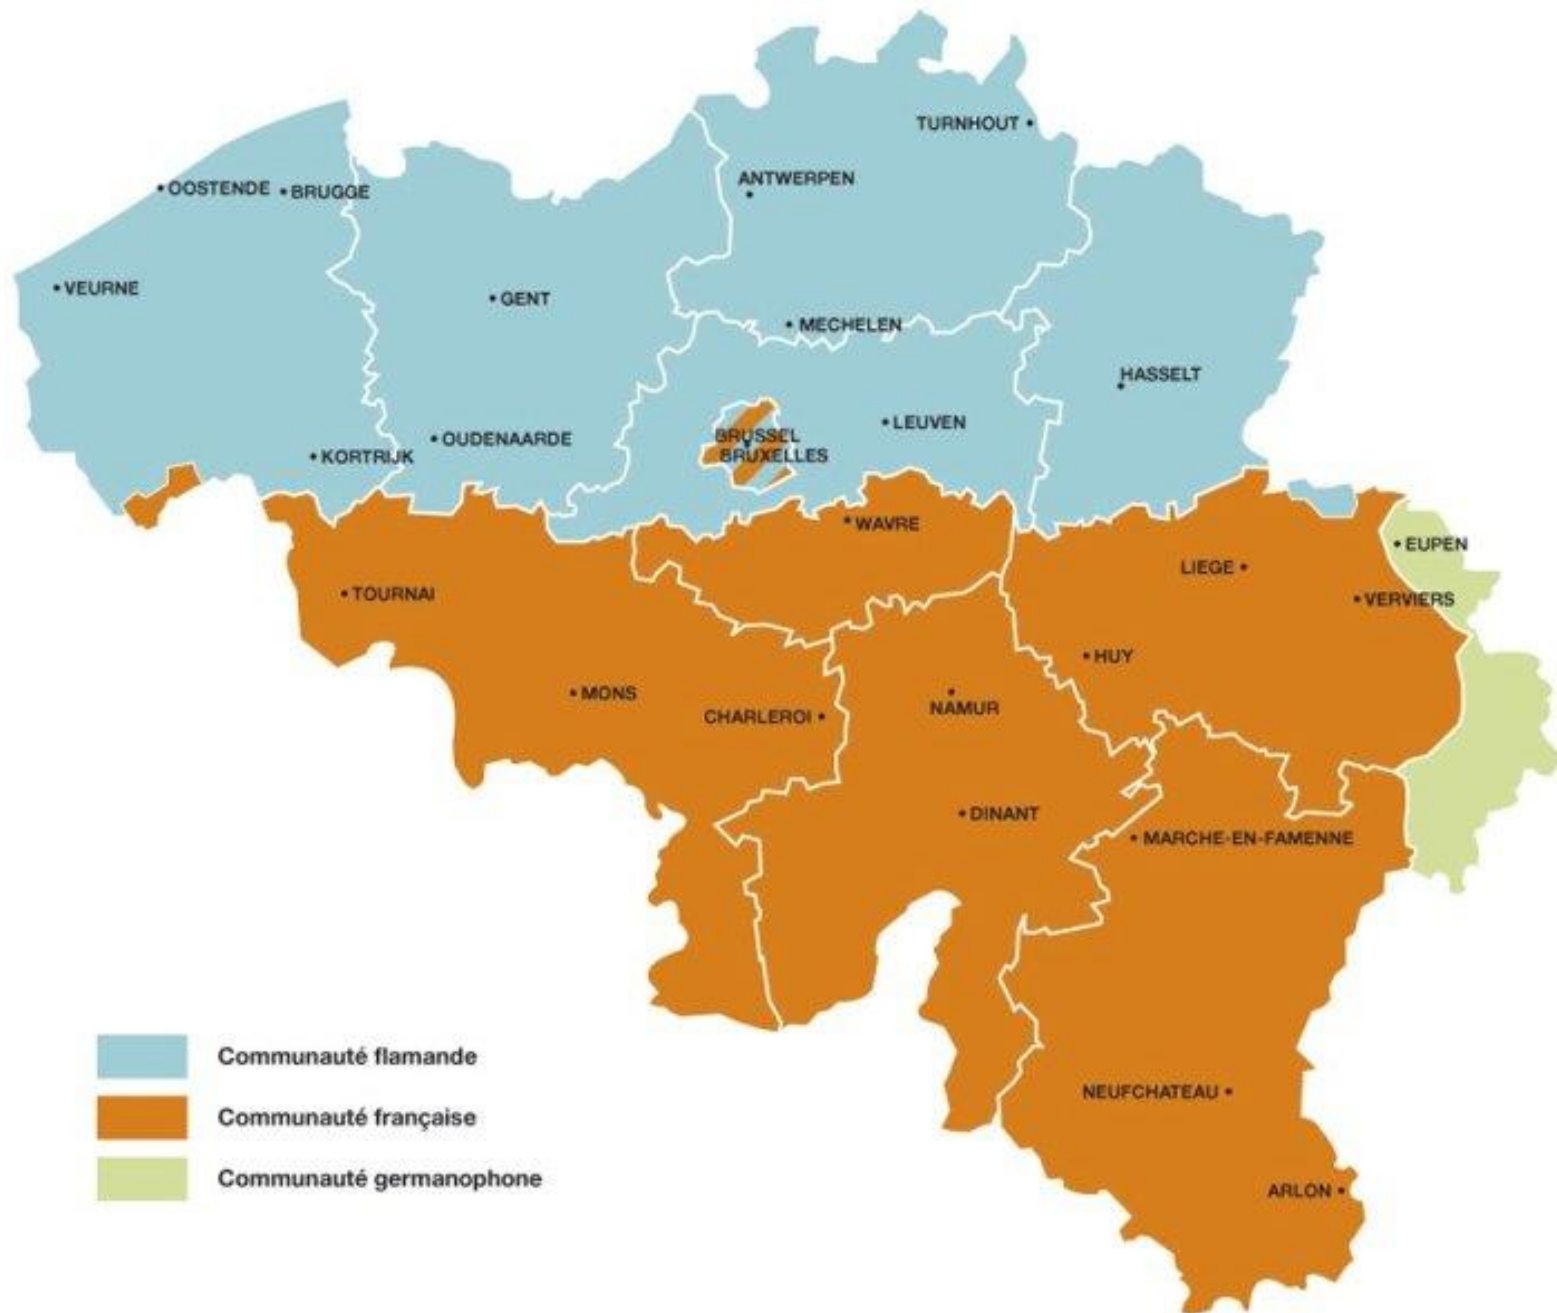 TURNHOUT
ANTWERPEN
OOSTENDE
BRUGGE
VEURNE
GENT
MECHELEN
HASSELT
LEUVEN
OUDENAARDE
BRUSSEL
BRUXELLES
KORTRIJK
WAVRE
EUPEN
LIEGE
TOURNAI
VERVIERS
HUY
MONS
NAMUR
CHARLEROI
DINANT
MARCHE-EN-FAMENNE
Communauté flamande
NEUFCHATEAU
Communauté française
Communauté germanophone
ARLON